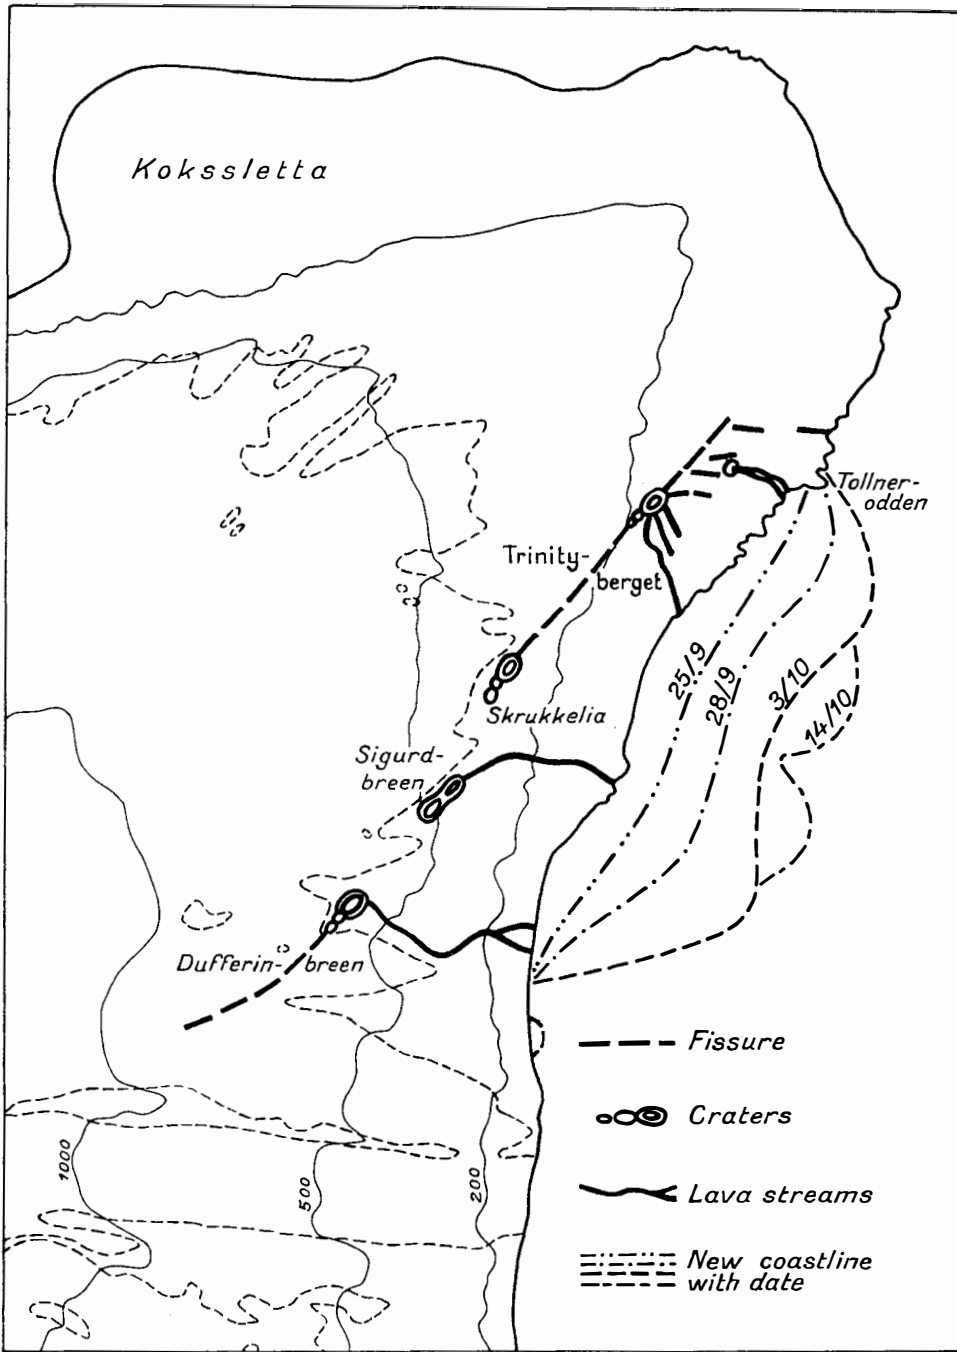 Kokssletta
Tollner-
odden
Trinity-
berget
25/9
28/9
3/10
14/10
Skrukkelia
Sigurd-
breen
Dufferin-breen
Fissure
Craters
1000
500
200
Lava streams
New coastline
with date